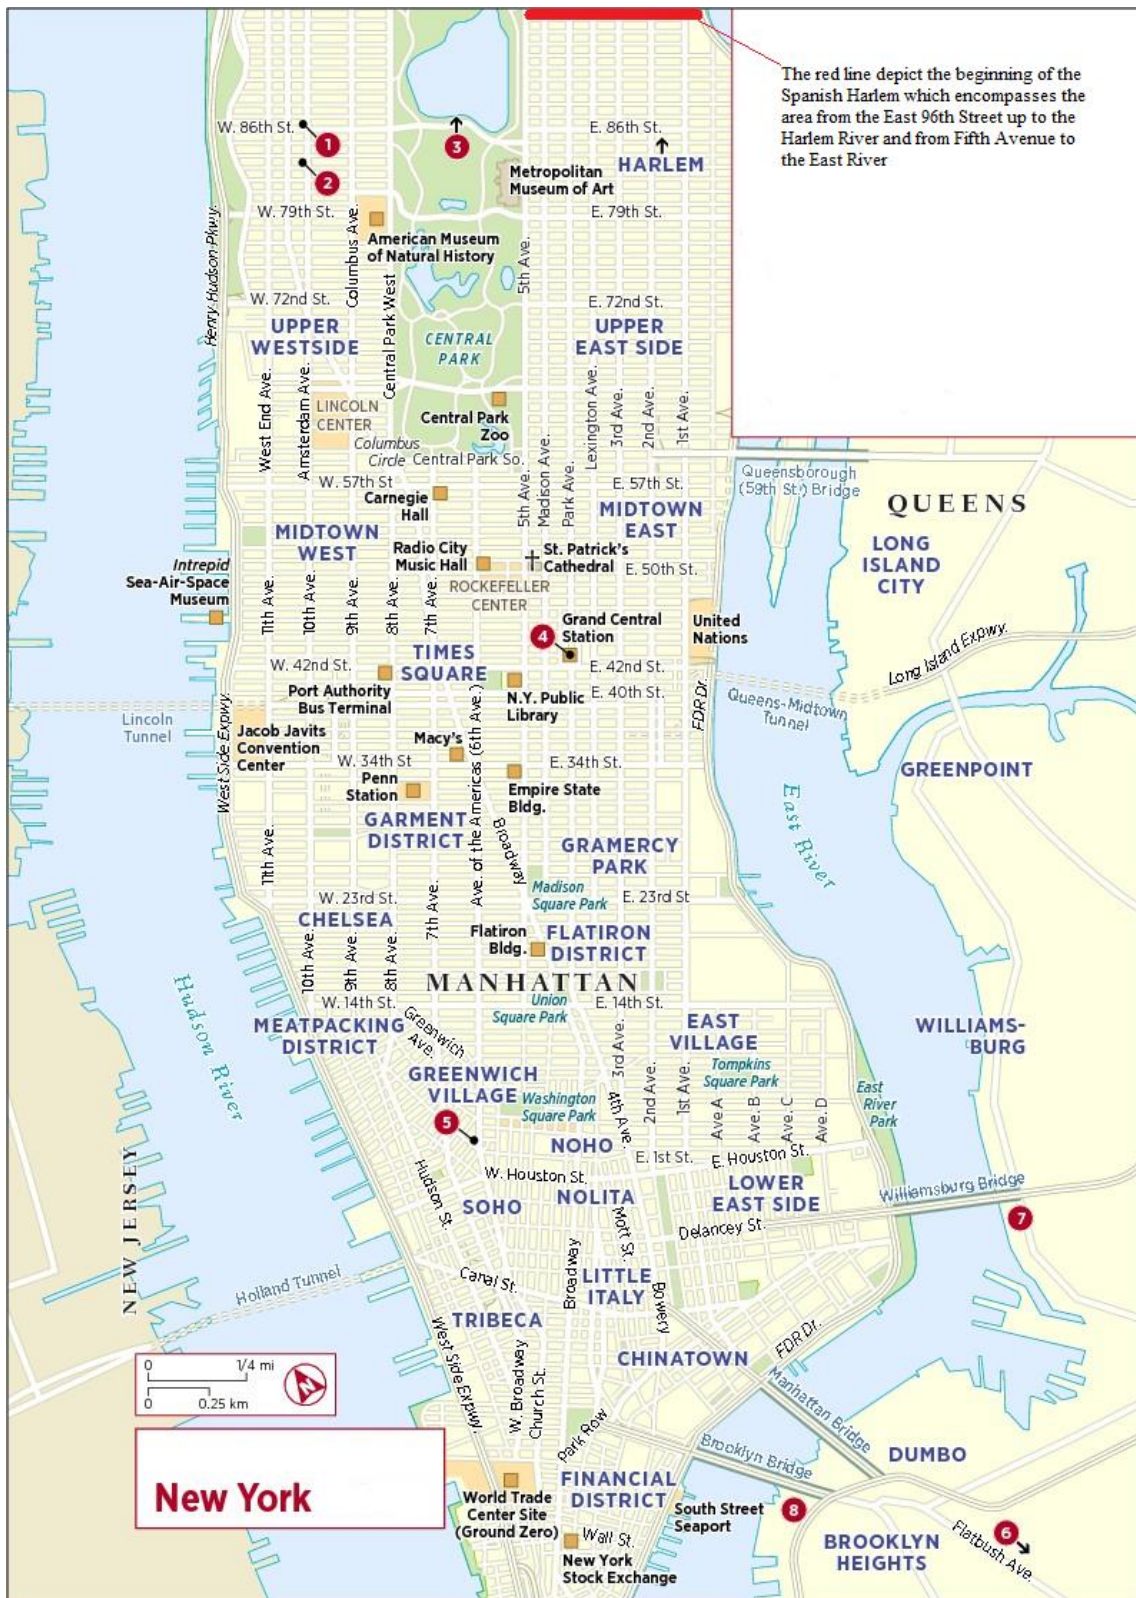 The red line depict the beginning of the
Spanish Harlem which encompasses the
area from the East 96th Street up to the
Harlem River and from Fifth Avenue to
the East River
W. 86th St.
E. 86th St.
1
3
HARLEM
2
Metropolitan
Museum of Art
W. 79th St.
E. 79th St.
Henry Hudson Pkwy.
Columbus Ave.
American Museum
of Natural History
Central Park West
5th Ave.
W. 72nd St.
E. 72nd St.
UPPER
WESTSIDE
CENTRAL
PARK
UPPER
EAST SIDE
West End Ave.
Amsterdam Ave.
LINCOLN
CENTER
Central Park
Zoo
Lexington Ave.
3rd Ave.
2nd Ave.
1st Ave.
Columbus
Circle
Central Park So.
5th Ave.
Madison Ave.
Park Ave.
Queensborough
(59th St.) Bridge
W. 57th St
E. 57th St.
Carnegie
Hall
QUEENS
MIDTOWN
WEST
MIDTOWN
EAST
LONG
ISLAND
CITY
Radio City
Music Hall
St. Patrick's
Cathedral
E. 50th St.
Intrepid
Sea-Air-Space
Museum
ROCKEFELLER
CENTER
11th Ave.
10th Ave.
9th Ave.
8th Ave.
7th Ave.
4
Grand Central
Station
United
Nations
Long Island Expwy.
W. 42nd St.
TIMES
SQUARE
E. 42nd St.
Port Authority
Bus Terminal
N.Y. Public
Library
E. 40th St.
FDR Dr.
Queens-Midtown
Tunnel
Lincoln
Tunnel
West Side Expwy.
Jacob Javits
Convention
Center
Macy's
Ave. of the Americas (6th Ave.)
W. 34th St
E. 34th St.
Penn
Station
Empire State
Bldg.
GREENPOINT
East River
GARMENT
DISTRICT
Broadway
GRAMERCY
PARK
11th Ave.
Madison
Square Park
W. 23rd St.
E. 23rd St
CHELSEA
7th Ave.
Flatiron
Bldg.
FLATIRON
DISTRICT
10th Ave.
9th Ave.
8th Ave.
MANHATTAN
Hudson River
W. 14th St.
Union
Square Park
E. 14th St.
MEATPACKING
DISTRICT
Greenwich
Ave.
EAST
VILLAGE
WILLIAMS-
BURG
3rd Ave.
2nd Ave.
1st Ave.
Tompkins
Square Park
GREENWICH
VILLAGE
Washington
Square Park
4th Ave.
Ave A
Ave. B
Ave. C
Ave. D
East
River
Park
5
NOHO
E. 1st St.
E. Houston St.
NEW JERSEY
Hudson St.
W. Houston St.
SOHO
NOLITA
LOWER
EAST SIDE
Williamsburg Bridge
7
Mott St.
Delancey St.
Holland Tunnel
Canal St.
Broadway
LITTLE
ITALY
Bowery
TRIBECA
West Side Expwy.
FDR Dr.
CHINATOWN
0
1/4 mi
0
0.25 km
N
W. Broadway
Church St.
Manhattan Bridge
Park Row
Brooklyn Bridge
DUMBO
New York
FINANCIAL
DISTRICT
World Trade
Center Site
(Ground Zero)
South Street
Seaport
8
6
Wall St.
Flatbush Ave.
BROOKLYN
HEIGHTS
New York
Stock Exchange